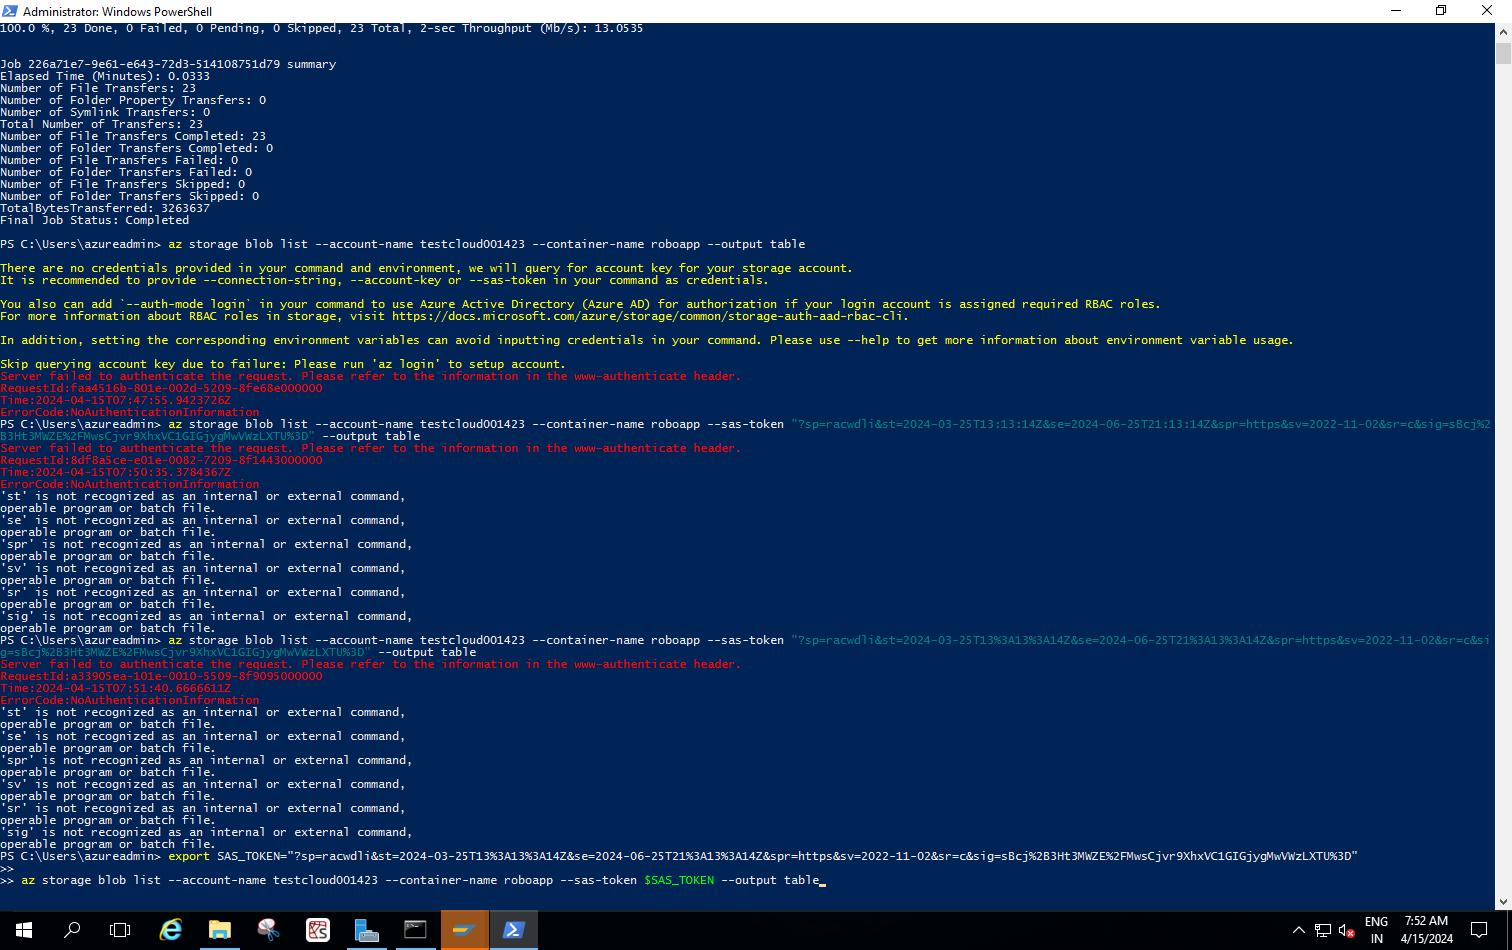 Administrator: Windows PowerShell
100.0 %, 23 Done, 0 Failed, 0 Pending, 0 Skipped, 23 Total, 2-sec Throughput (Mb/s): 13.0535
Job 226a71e7-9e61-e643-72d3-514108751d79 summary
Elapsed Time (Minutes): 0.0333
Number of File Transfers: 23
Number of Folder Property Transfers: 0
Number of Symlink Transfers: 0
Total Number of Transfers: 23
Number of File Transfers Completed: 23
Number of Folder Transfers Completed: 0
Number of File Transfers Failed: 0
Number of Folder Transfers Failed: 0
Number of File Transfers Skipped: 0
Number of Folder Transfers Skipped: 0
TotalBytesTransferred: 3263637
Final Job Status: Completed
PS C:\Users\azureadmin> az storage blob list --account-name testcloud001423 --container-name roboapp --output table
There are no credentials provided in your command and environment, we will query for account key for your storage account.
It is recommended to provide --connection-string, --account-key or --sas-token in your command as credentials.
You also can add `--auth-mode login` in your command to use Azure Active Directory (Azure AD) for authorization if your login account is assigned required RBAC roles.
For more information about RBAC roles in storage, visit https://docs.microsoft.com/azure/storage/common/storage-auth-aad-rbac-cli.
In addition, setting the corresponding environment variables can avoid inputting credentials in your command. Please use --help to get more information about environment variable usage.
Skip querying account key due to failure: Please run 'az login' to setup account.
Server failed to authenticate the request. Please refer to the information in the www-authenticate header.
RequestId:faa4516b-801e-002d-5209-8fe68e000000
Time:2024-04-15T07:47:55.9423726Z
ErrorCode:NoAuthenticationInformation
PS C:\Users\azureadmin> az storage blob list --account-name testcloud001423 --container-name roboapp --sas-token "?sp=racwdli&st=2024-03-25T13:13:14Z&se=2024-06-25T21:13:14Z&spr=https&sv=2022-11-02&sr=c&sig=sBcj%2
B3Ht3MWZE%2FMwsCjvr9XhxVC1GIGjygMwVWzLXTU%3D" --output table
Server failed to authenticate the request. Please refer to the information in the www-authenticate header.
RequestId:8df8a5ce-e01e-0082-7209-8f1443000000
Time:2024-04-15T07:50:35.3784367Z
ErrorCode:NoAuthenticationInformation
'st' is not recognized as an internal or external command,
operable program or batch file.
'se' is not recognized as an internal or external command,
operable program or batch file.
'spr' is not recognized as an internal or external command,
operable program or batch file.
'sv' is not recognized as an internal or external command,
operable program or batch file.
'sr' is not recognized as an internal or external command,
operable program or batch file.
'sig' is not recognized as an internal or external command,
operable program or batch file.
PS C:\Users\azureadmin> az storage blob list --account-name testcloud001423 --container-name roboapp --sas-token "?sp=racwdli&st=2024-03-25T13%3A13%3A14Z&se=2024-06-25T21%3A13%3A14Z&spr=https&sv=2022-11-02&sr=c&si
g=sBcj%2B3Ht3MWZE%2FMwsCjvr9XhxVC1GIGjygMwVWzLXTU%3D" --output table
Server failed to authenticate the request. Please refer to the information in the www-authenticate header.
RequestId:a33905ea-101e-0010-5509-8f9095000000
Time:2024-04-15T07:51:40.6666611Z
ErrorCode:NoAuthenticationInformation
'st' is not recognized as an internal or external command,
operable program or batch file.
'se' is not recognized as an internal or external command,
operable program or batch file.
'spr' is not recognized as an internal or external command,
operable program or batch file.
'sv' is not recognized as an internal or external command,
operable program or batch file.
'sr' is not recognized as an internal or external command,
operable program or batch file.
'sig' is not recognized as an internal or external command,
operable program or batch file.
PS C:\Users\azureadmin> export SAS_TOKEN="?sp=racwdli&st=2024-03-25T13%3A13%3A14Z&se=2024-06-25T21%3A13%3A14Z&spr=https&sv=2022-11-02&sr=c&sig=sBcj%2B3Ht3MWZE%2FMwsCjvr9XhxVC1GIGjygMwVWzLXTU%3D"
>>
>> az storage blob list --account-name testcloud001423 --container-name roboapp --sas-token $SAS_TOKEN --output table
ENG
IN
7:52 AM
4/15/2024